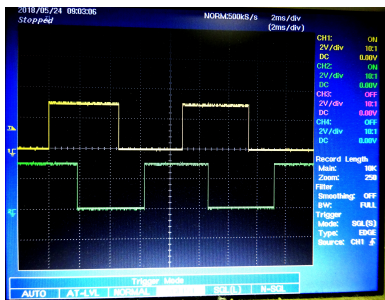 2018/05/24 09:03:06
Stopped
NORM:500kS/s 2ms/div
(2ms/div)
CH1: ON
2V/div 10:1
DC 0.00V
CH2: ON
2V/div 10:1
DC 0.00V
CH3: OFF
2V/div 10:1
DC 0.00V
CH4: OFF
2V/div 10:1
DC 0.00V
Record Length
Main: 10K
Zoom: 250
Filter
Smoothing: OFF
BW: FULL
Trigger
Mode: SGL(S)
Type: EDGE
Source: CH1
Trigger Mode
AUTO AT-LVL NORMAL SGL(L) N-SGL